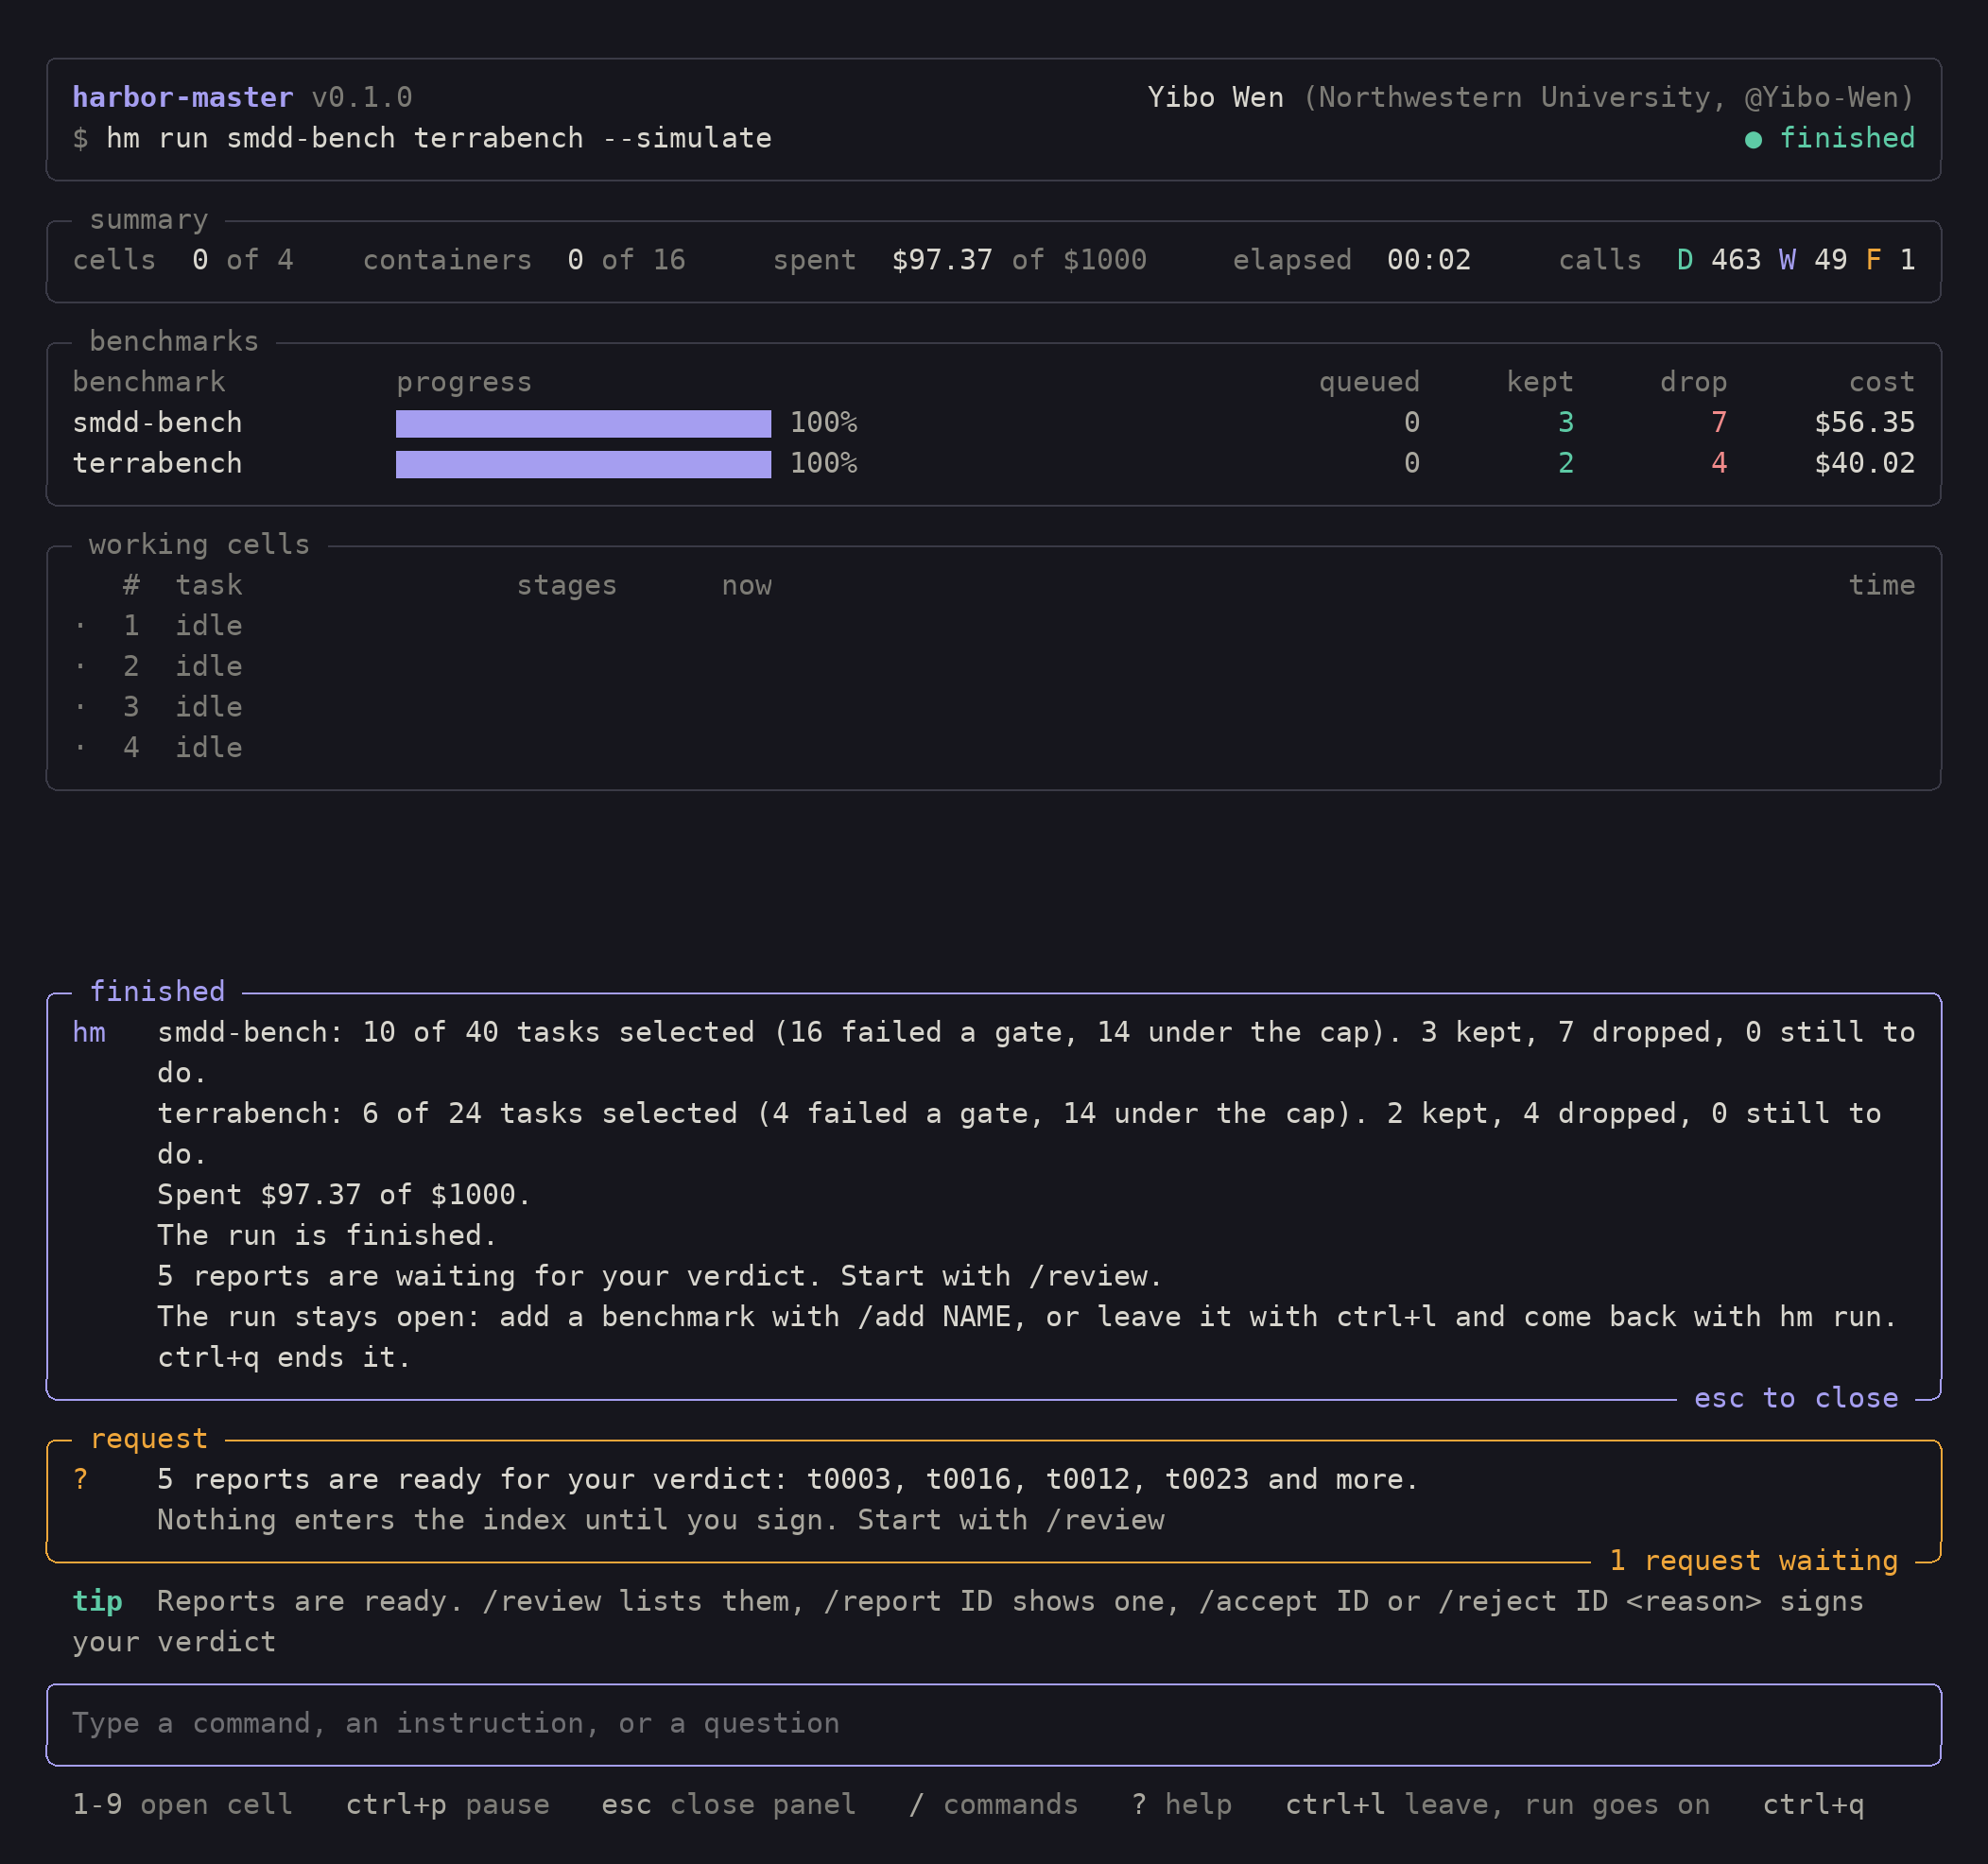 harbor-master v0.1.0 Yibo Wen (Northwestern University, @Yibo-Wen)
$ hm run smdd-bench terrabench --simulate ● finished
summary
cells 0 of 4 containers 0 of 16 spent $97.37 of $1000 elapsed 00:02 calls D 463 W 49 F 1
benchmarks
benchmark progress queued kept drop cost
smdd-bench 100% 0 3 7 $56.35
terrabench 100% 0 2 4 $40.02
working cells
# task stages now time
· 1 idle
· 2 idle
· 3 idle
· 4 idle
finished
hm smdd-bench: 10 of 40 tasks selected (16 failed a gate, 14 under the cap). 3 kept, 7 dropped, 0 still to
do.
terrabench: 6 of 24 tasks selected (4 failed a gate, 14 under the cap). 2 kept, 4 dropped, 0 still to
do.
Spent $97.37 of $1000.
The run is finished.
5 reports are waiting for your verdict. Start with /review.
The run stays open: add a benchmark with /add NAME, or leave it with ctrl+l and come back with hm run.
ctrl+q ends it.
esc to close
request
? 5 reports are ready for your verdict: t0003, t0016, t0012, t0023 and more.
Nothing enters the index until you sign. Start with /review
1 request waiting
tip Reports are ready. /review lists them, /report ID shows one, /accept ID or /reject ID <reason> signs
your verdict
Type a command, an instruction, or a question
1-9 open cell ctrl+p pause esc close panel / commands ? help ctrl+l leave, run goes on ctrl+q